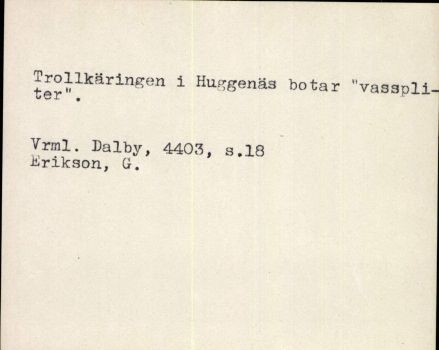 Trollkäringen i Huggenäs botar "vasspli-
ter".
Vrml. Dalby, 4403, s.18
Erikson, G.